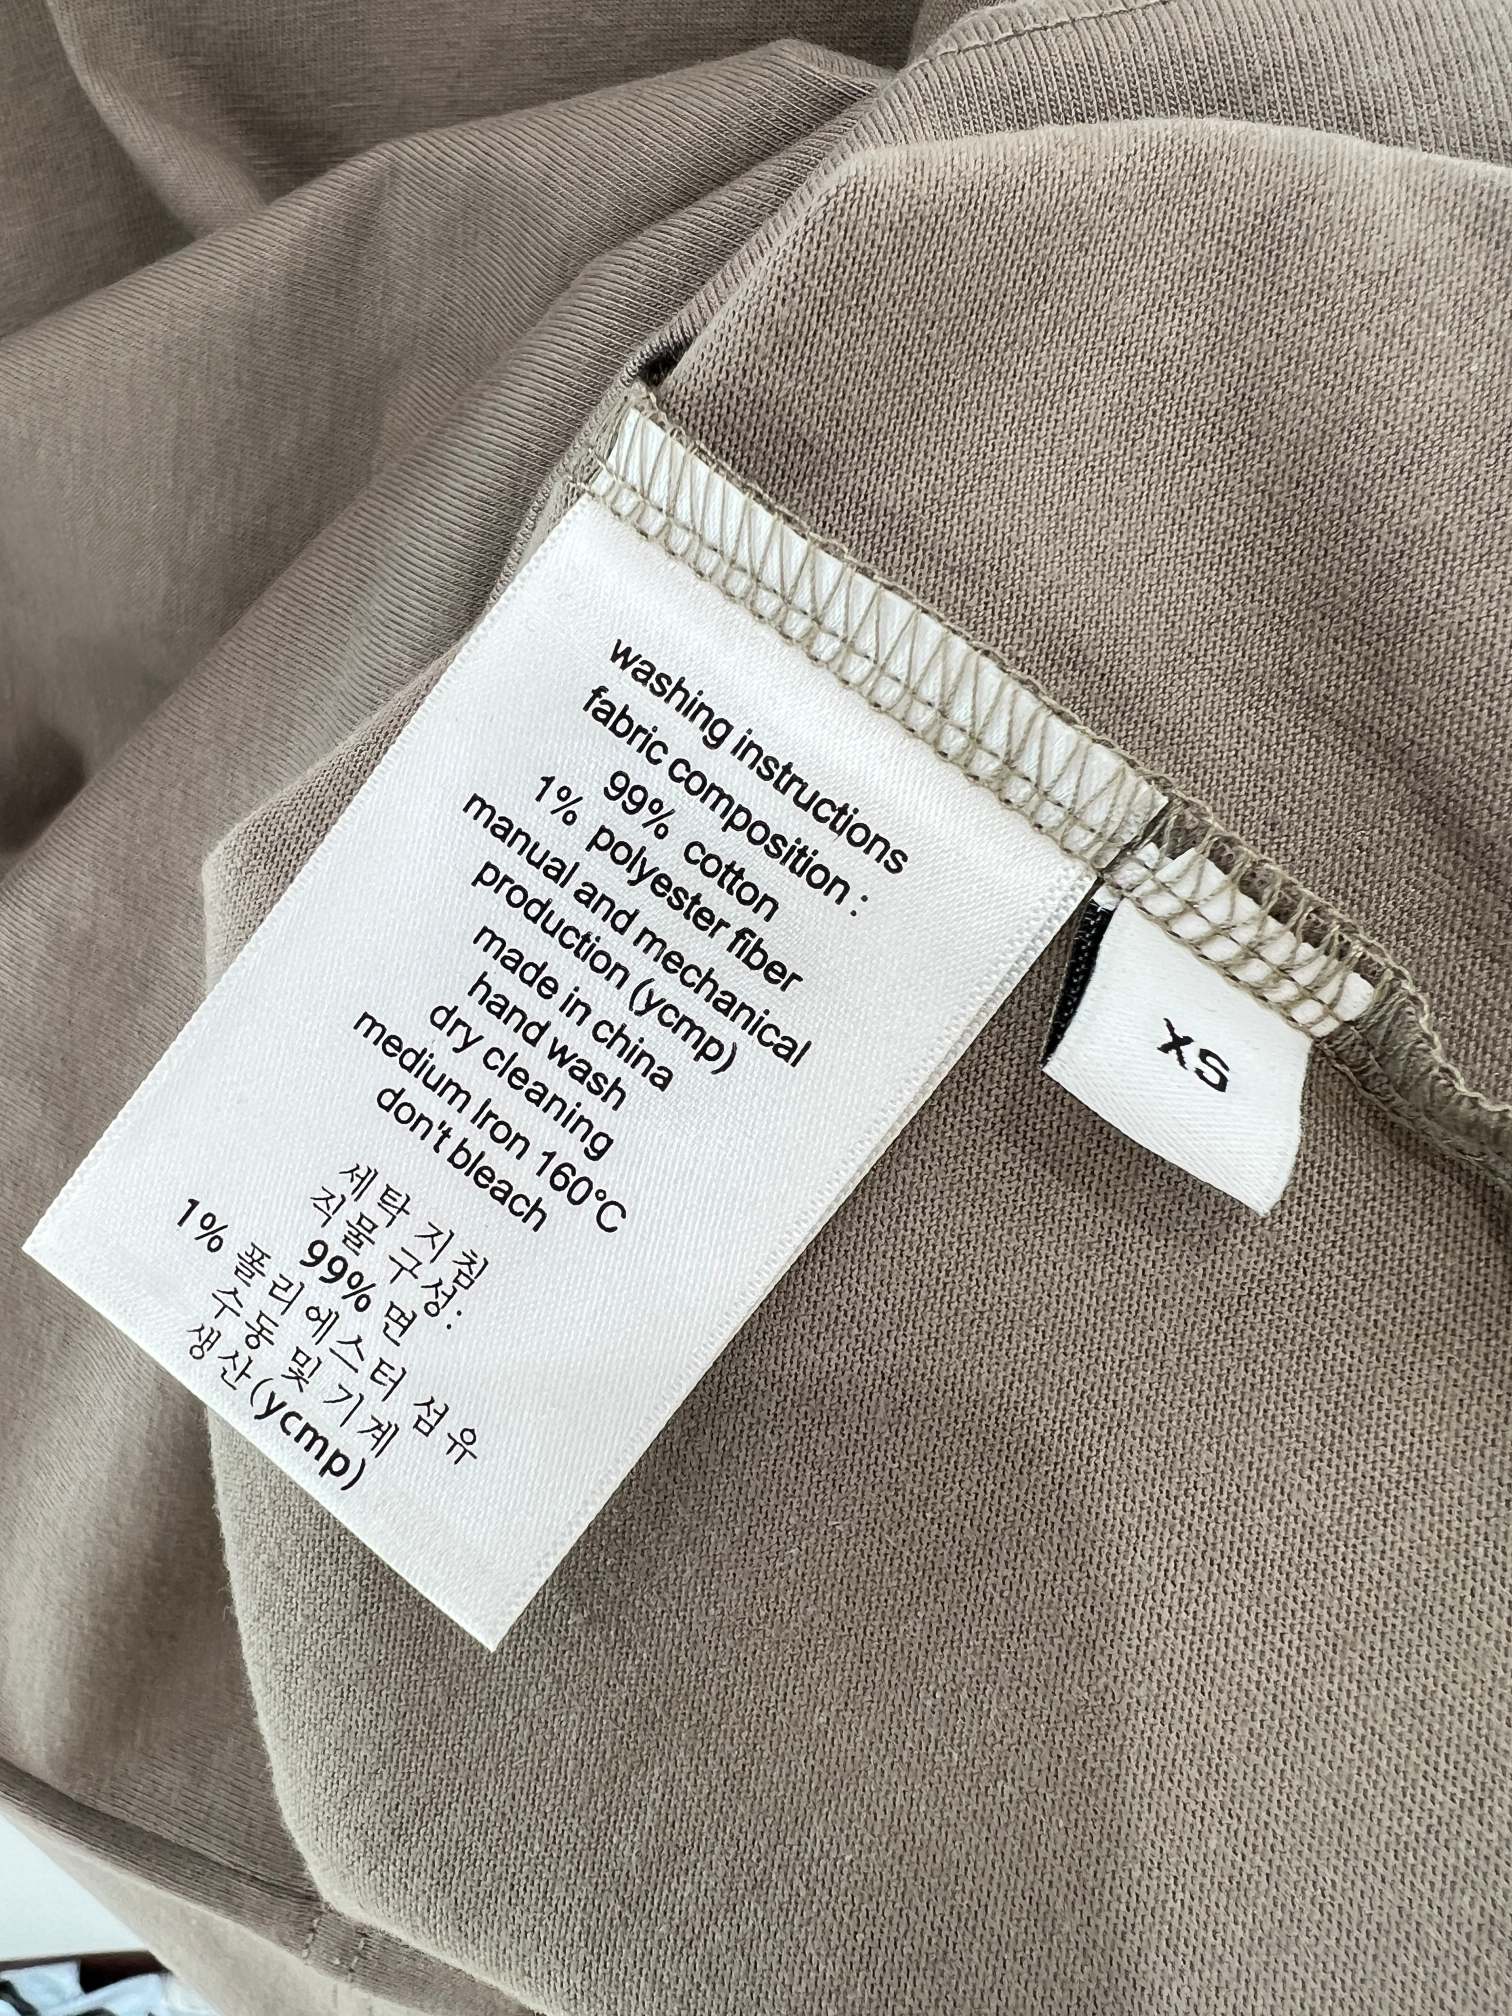 washing instructions
fabric composition :
99% cotton
1% polyester fiber
manual and mechanical
production (ycmp)
made in china
hand wash
dry cleaning
medium Iron 160°C
don't bleach
세탁 지침
직물 구성:
99% 면
1% 폴리에스터 섬유
수동 및 기계
생산(ycmp)
XS